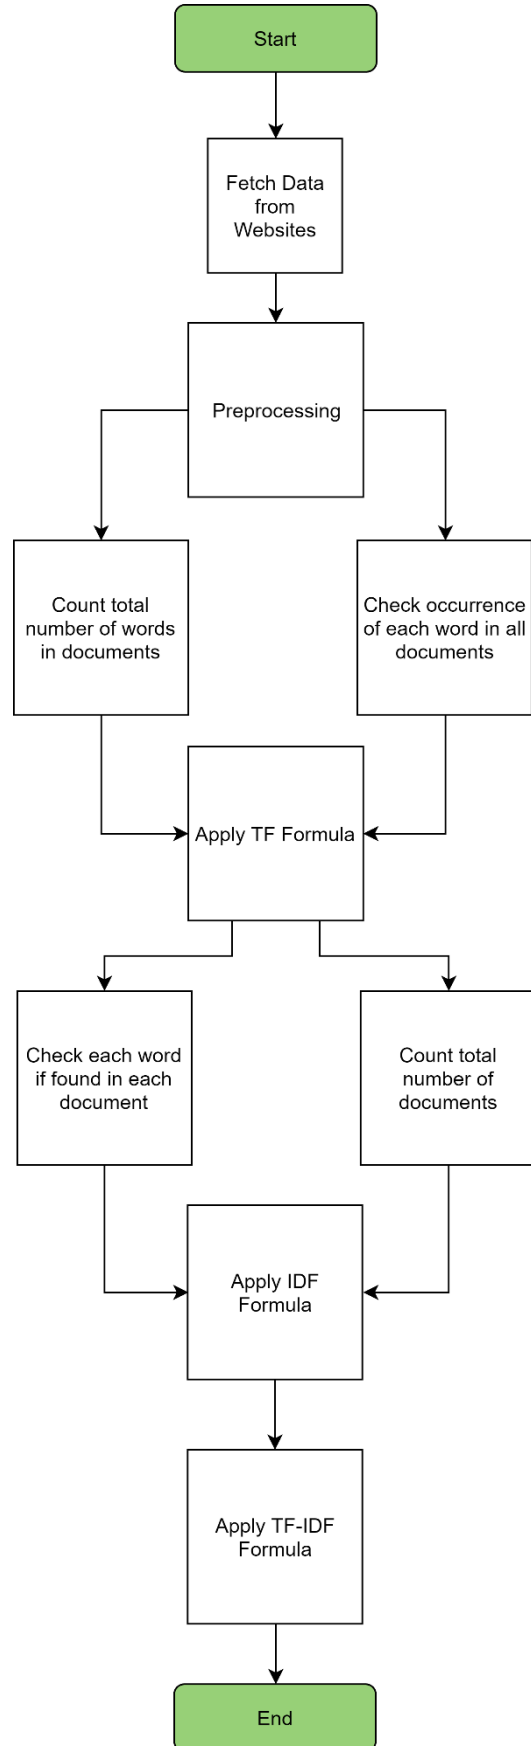 Start
Fetch Data
from
Websites
Preprocessing
Count total
number of words
in documents
Check occurrence
of each word in all
documents
Apply TF Formula
Check each word
if found in each
document
Count total
number of
documents
Apply IDF
Formula
Apply TF-IDF
Formula
End